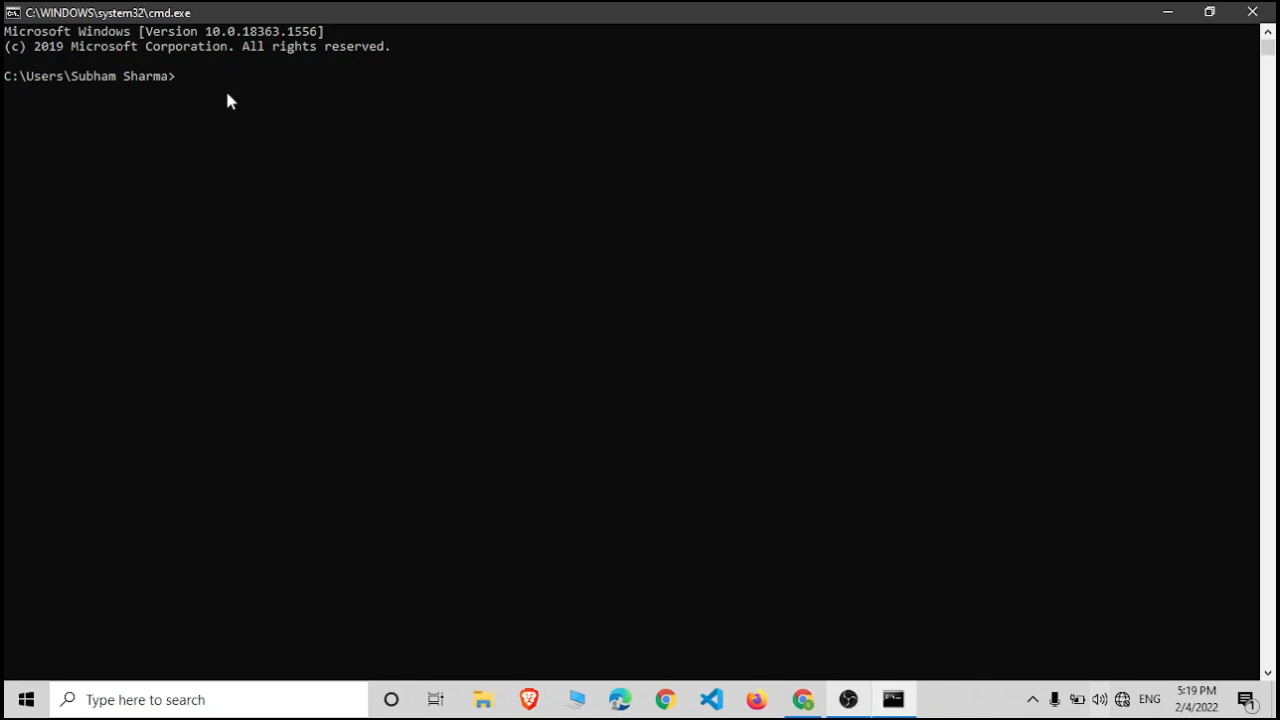 C:\WINDOWS\system32\cmd.exe
Microsoft Windows [Version 10.0.18363.1556]
(c) 2019 Microsoft Corporation. All rights reserved.
C:\Users\Subham Sharma>
Type here to search
ENG
5:19 PM
2/4/2022
1